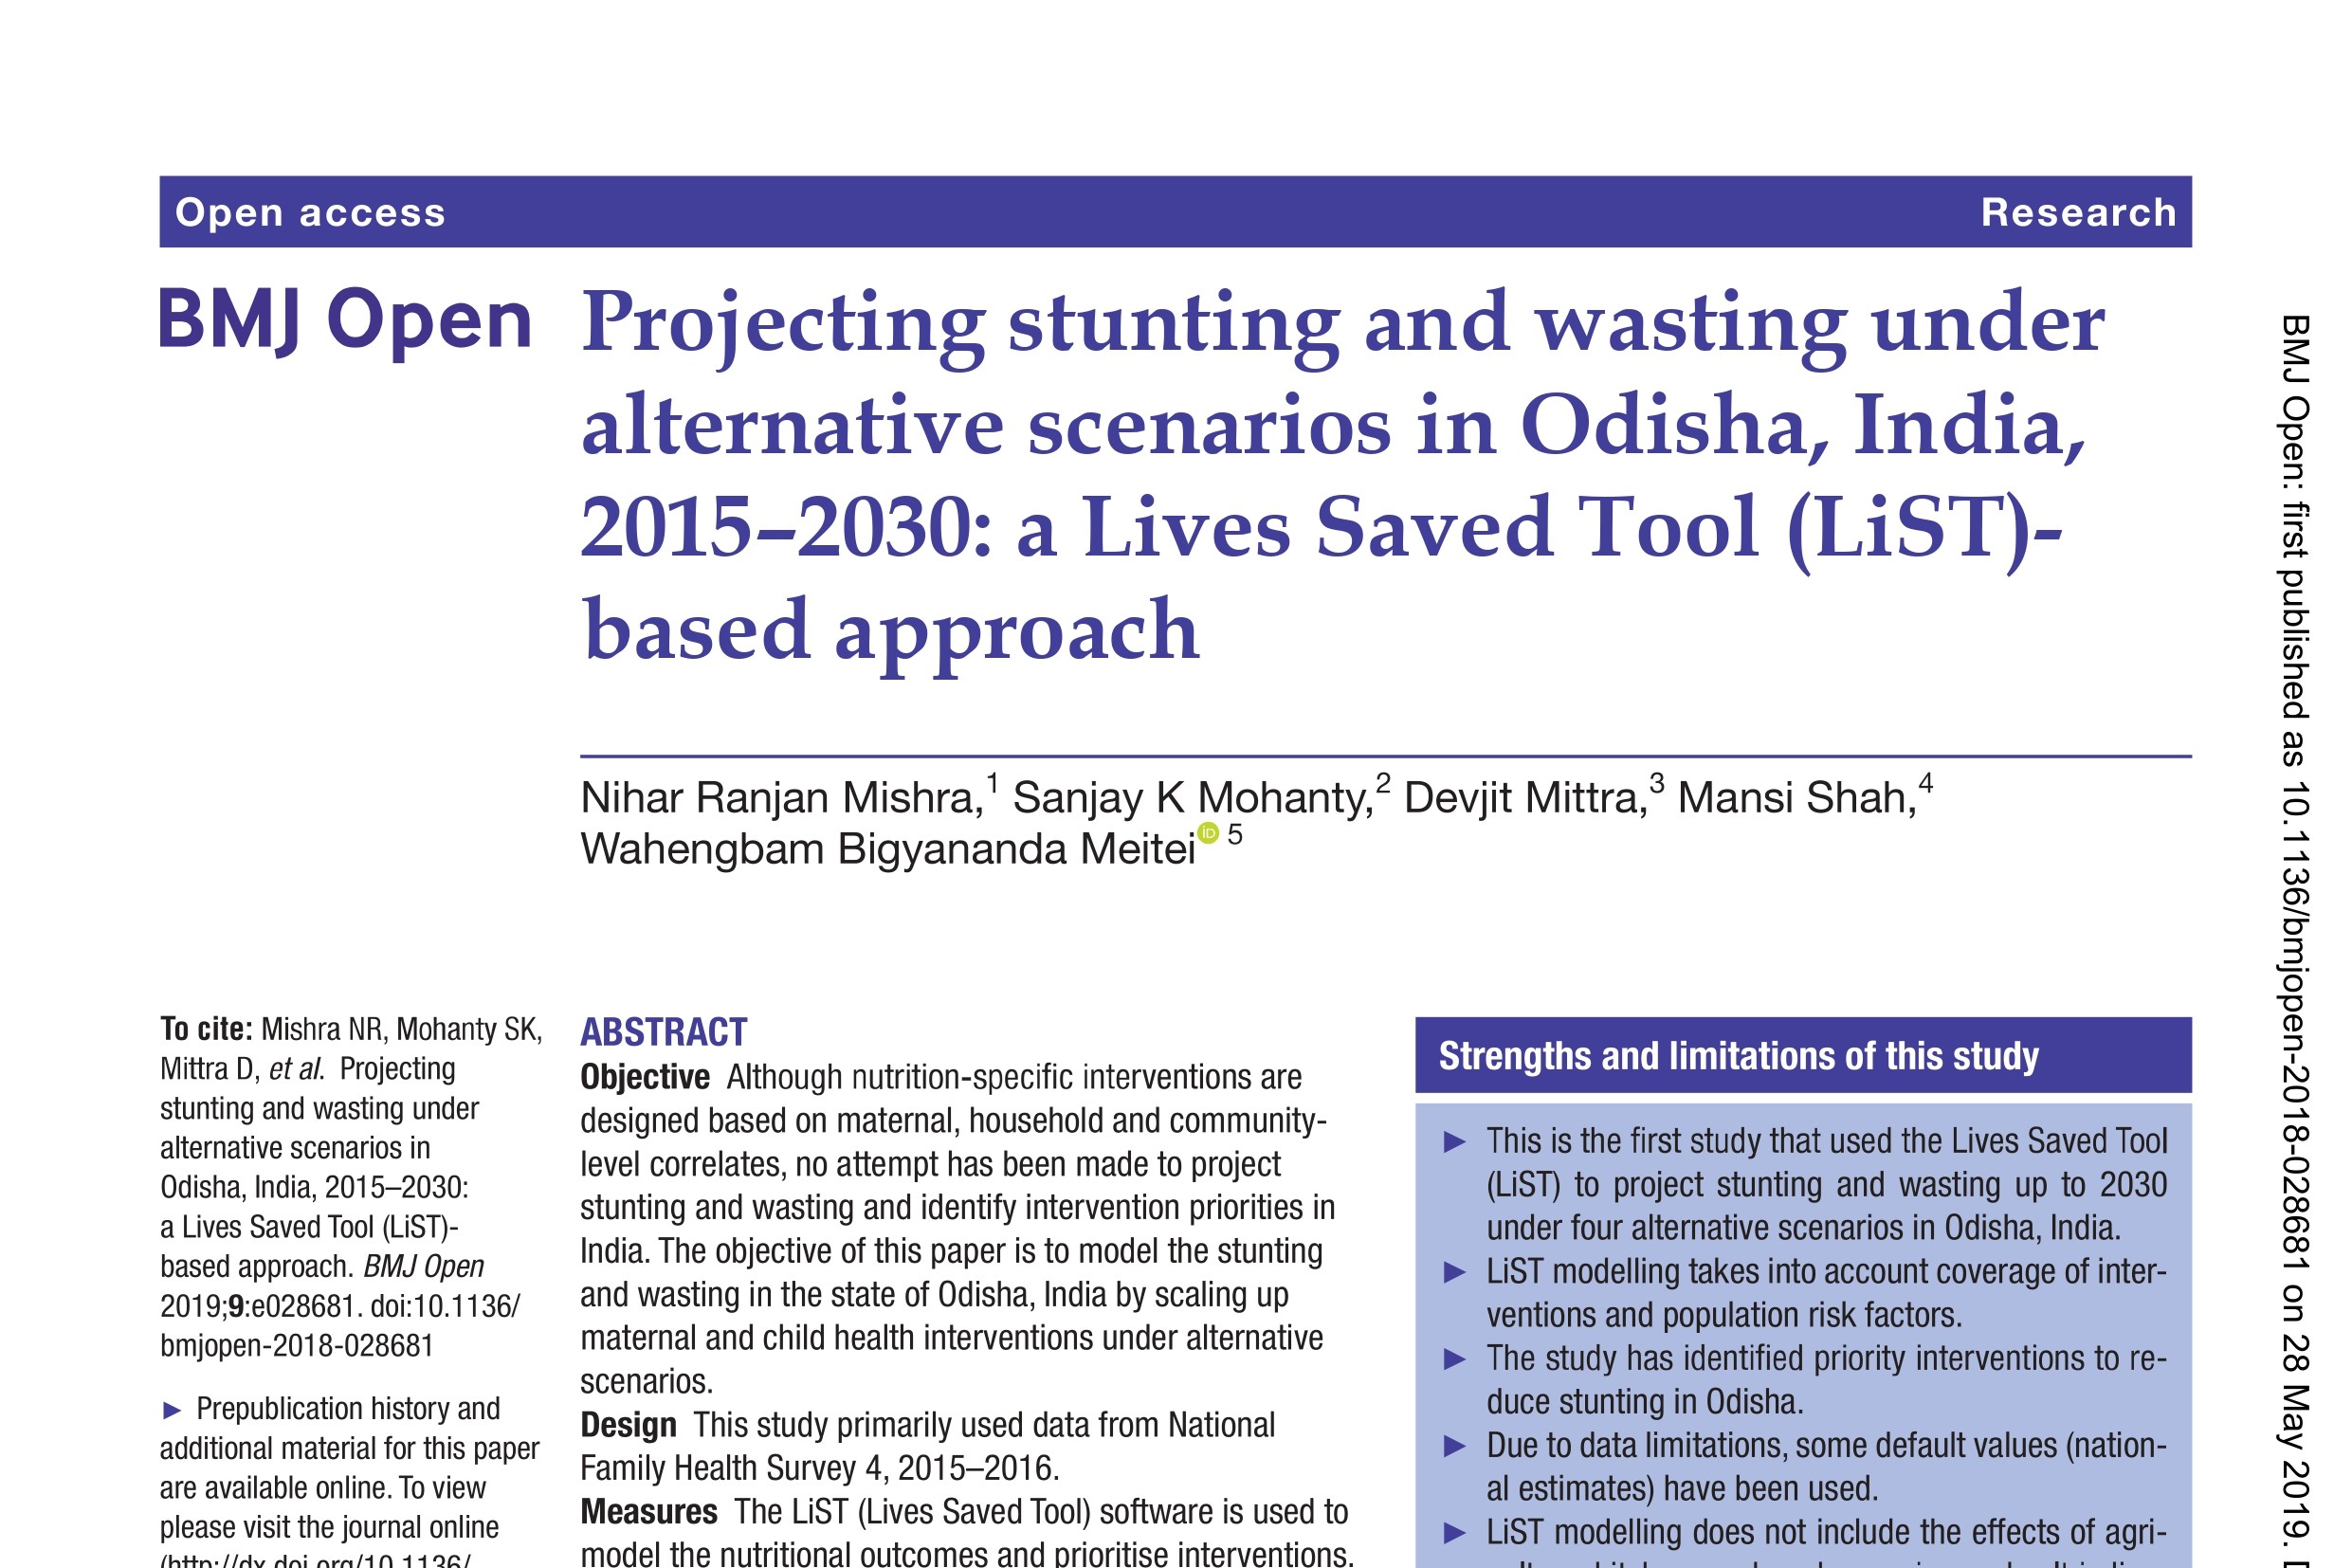 Open access
Research
BMJ Open
Projecting stunting and wasting under
alternative scenarios in Odisha, India,
2015–2030: a Lives Saved Tool (LiST)-
based approach
Nihar Ranjan Mishra,1 Sanjay K Mohanty,2 Devjit Mittra,3 Mansi Shah,4
Wahengbam Bigyananda Meitei iD 5
To cite: Mishra NR, Mohanty SK,
Mittra D, et al. Projecting
stunting and wasting under
alternative scenarios in
Odisha, India, 2015–2030:
a Lives Saved Tool (LiST)-
based approach. BMJ Open
2019;9:e028681. doi:10.1136/
bmjopen-2018-028681
► Prepublication history and
additional material for this paper
are available online. To view
please visit the journal online
(http://dx.doi.org/10.1136/
ABSTRACT
Objective Although nutrition-specific interventions are
designed based on maternal, household and community-
level correlates, no attempt has been made to project
stunting and wasting and identify intervention priorities in
India. The objective of this paper is to model the stunting
and wasting in the state of Odisha, India by scaling up
maternal and child health interventions under alternative
scenarios.
Design This study primarily used data from National
Family Health Survey 4, 2015–2016.
Measures The LiST (Lives Saved Tool) software is used to
model the nutritional outcomes and prioritise interventions.
Strengths and limitations of this study
► This is the first study that used the Lives Saved Tool
(LiST) to project stunting and wasting up to 2030
under four alternative scenarios in Odisha, India.
► LiST modelling takes into account coverage of inter-
ventions and population risk factors.
► The study has identified priority interventions to re-
duce stunting in Odisha.
► Due to data limitations, some default values (nation-
al estimates) have been used.
► LiST modelling does not include the effects of agri-
BMJ Open: first published as 10.1136/bmjopen-2018-028681 on 28 May 2019.